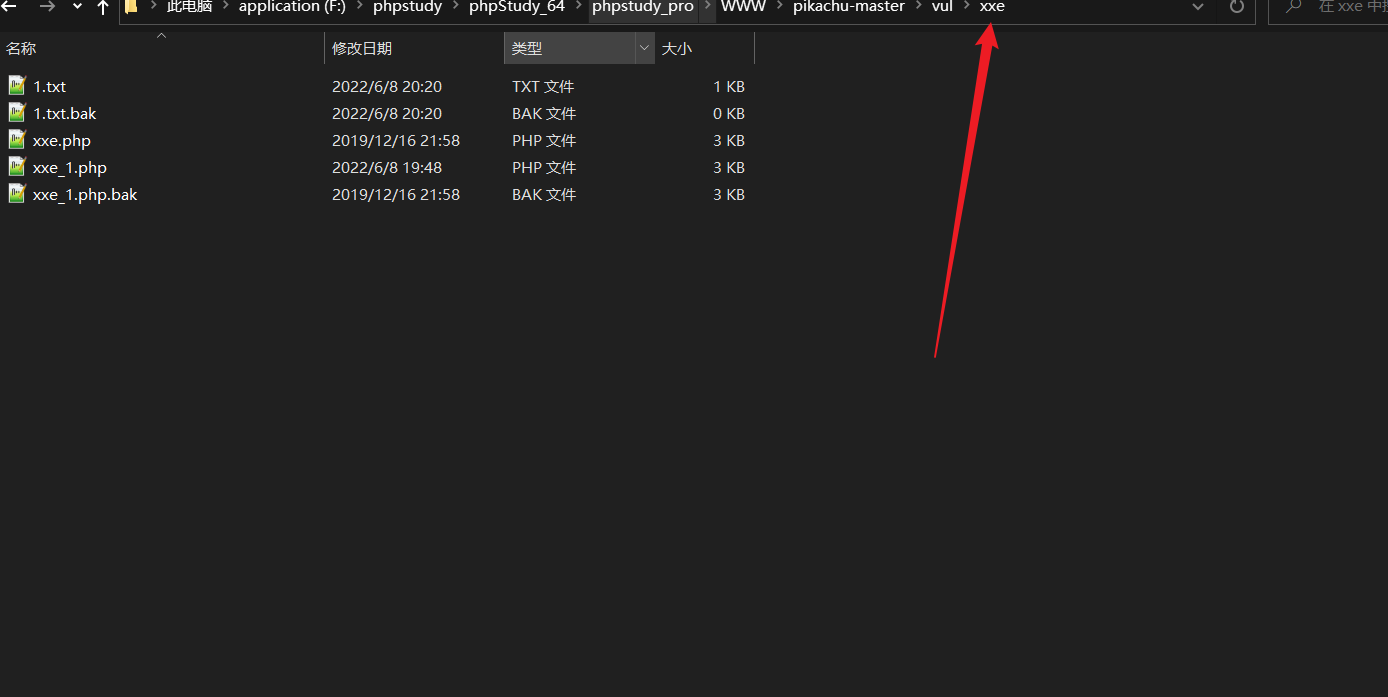 此电脑 > application (F:) > phpstudy > phpStudy_64 > phpstudy_pro > WWW > pikachu-master > vul > xxe 在 xxe 中
名称 修改日期 类型 大小
1.txt 2022/6/8 20:20 TXT 文件 1 KB
1.txt.bak 2022/6/8 20:20 BAK 文件 0 KB
xxe.php 2019/12/16 21:58 PHP 文件 3 KB
xxe_1.php 2022/6/8 19:48 PHP 文件 3 KB
xxe_1.php.bak 2019/12/16 21:58 BAK 文件 3 KB